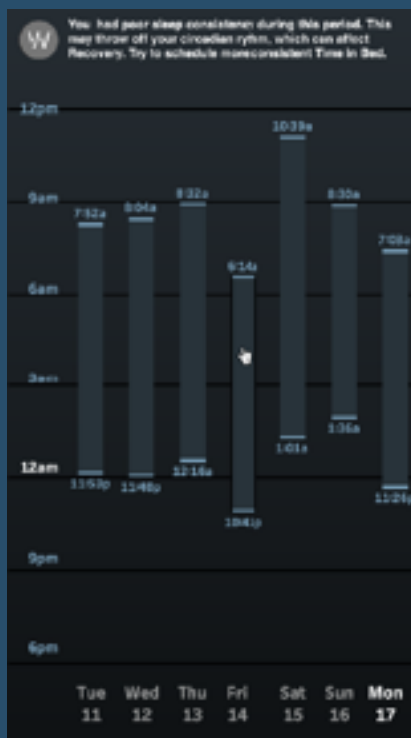 W
You had poor sleep consistency during this period. This
may throw off your circadian rythm, which can affect
Recovery. Try to schedule moreconsistent Time in Bed.
12pm
10:39a
9am
7:52a 8:04a 8:32a 8:30a
7:08a
6am
6:14a
3am
1:36a
1:01a
12am
11:53p 11:48p 12:16a
10:41p
9pm
6pm
Tue Wed Thu Fri Sat Sun Mon
11 12 13 14 15 16 17